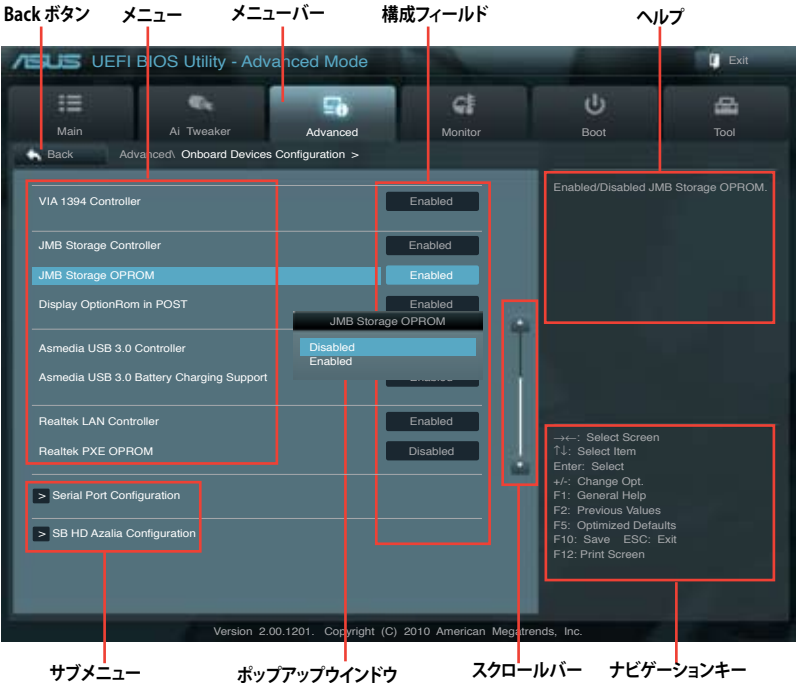 Back ボタン メニュー メニューバー 構成フィールド ヘルプ
ASUS UEFI BIOS Utility - Advanced Mode Exit
Main Ai Tweaker Advanced Monitor Boot Tool
Back Advanced\ Onboard Devices Configuration >
VIA 1394 Controller Enabled
Enabled/Disabled JMB Storage OPROM.
JMB Storage Controller Enabled
JMB Storage OPROM Enabled
Display OptionRom in POST Enabled
JMB Storage OPROM
Disabled
Enabled
Asmedia USB 3.0 Controller
Asmedia USB 3.0 Battery Charging Support Enabled
Realtek LAN Controller Enabled
Realtek PXE OPROM Disabled
> Serial Port Configuration
> SB HD Azalia Configuration
→←: Select Screen
↑↓: Select Item
Enter: Select
+/-: Change Opt.
F1: General Help
F2: Previous Values
F5: Optimized Defaults
F10: Save ESC: Exit
F12: Print Screen
Version 2.00.1201. Copyright (C) 2010 American Megatrends, Inc.
サブメニュー ポップアップウインドウ スクロールバー ナビゲーションキー